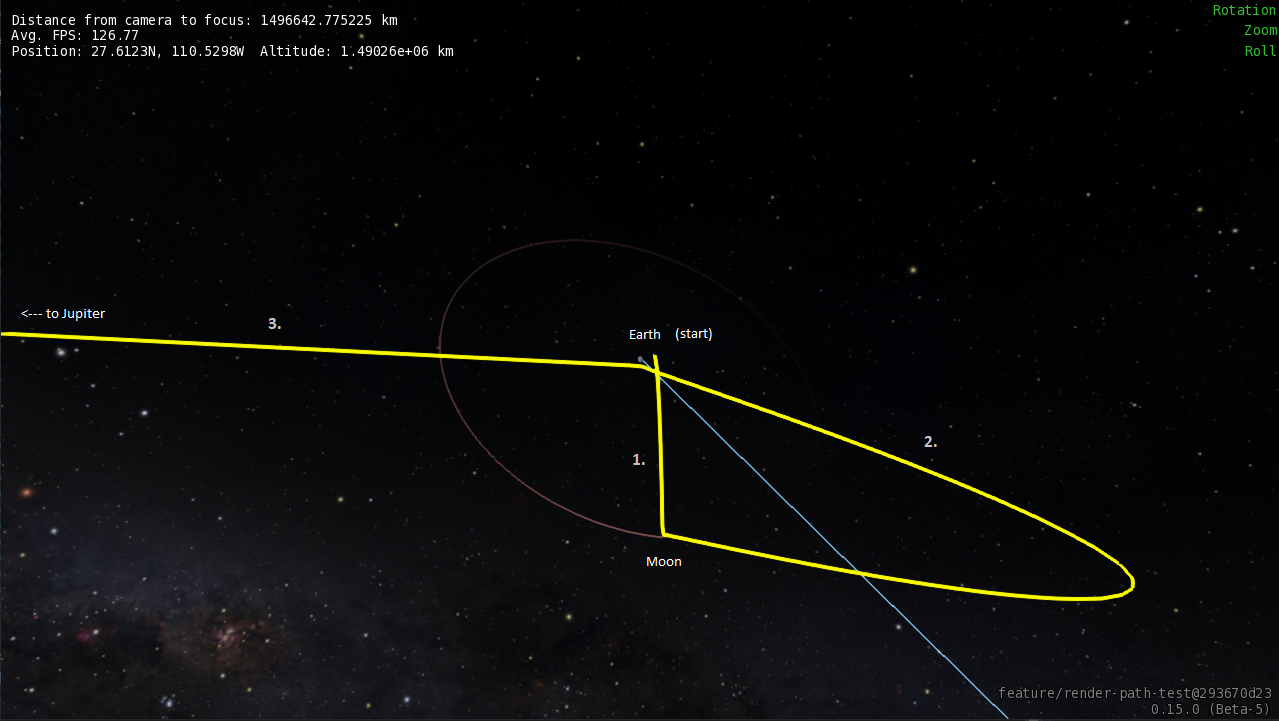 Distance from camera to focus: 1496642.775225 km
Avg. FPS: 126.77
Position: 27.6123N, 110.5298W  Altitude: 1.49026e+06 km
Rotation
Zoom
Roll
<--- to Jupiter
3.
Earth (start)
2.
1.
Moon
feature/render-path-test@293670d23
0.15.0 (Beta-5)